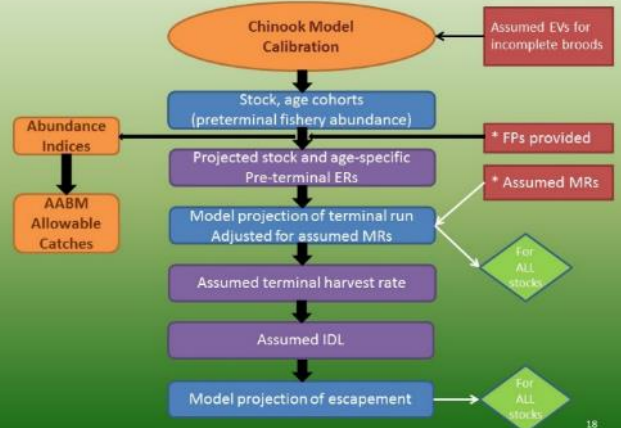 Chinook Model
Calibration
Assumed EVs for
incomplete broods
Stock, age cohorts
(preterminal fishery abundance)
Abundance
Indices
* FPs provided
Projected stock and age-specific
Pre-terminal ERs
* Assumed MRs
AABM
Allowable
Catches
Model projection of terminal run
Adjusted for assumed MRs
For
ALL
stocks
Assumed terminal harvest rate
Assumed IDL
Model projection of escapement
For
ALL
stocks
18